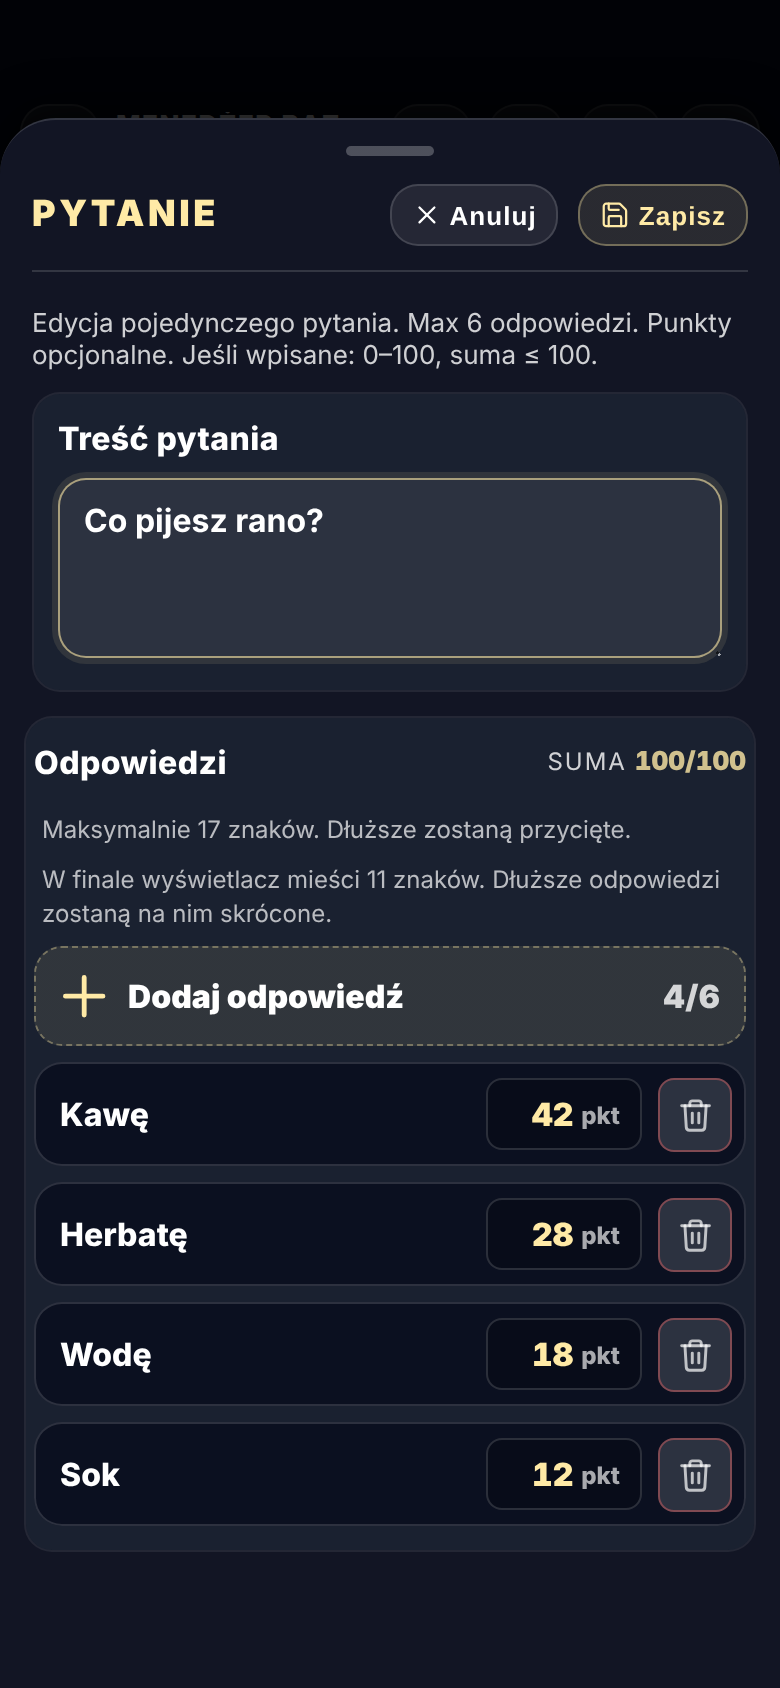 PYTANIE
Anuluj
Zapisz
Edycja pojedynczego pytania. Max 6 odpowiedzi. Punkty
opcjonalne. Jeśli wpisane: 0–100, suma ≤ 100.
Treść pytania
Co pijesz rano?
Odpowiedzi
SUMA 100/100
Maksymalnie 17 znaków. Dłuższe zostaną przycięte.
W finale wyświetlacz mieści 11 znaków. Dłuższe odpowiedzi
zostaną na nim skrócone.
Dodaj odpowiedź 4/6
Kawę 42 pkt
Herbatę 28 pkt
Wodę 18 pkt
Sok 12 pkt